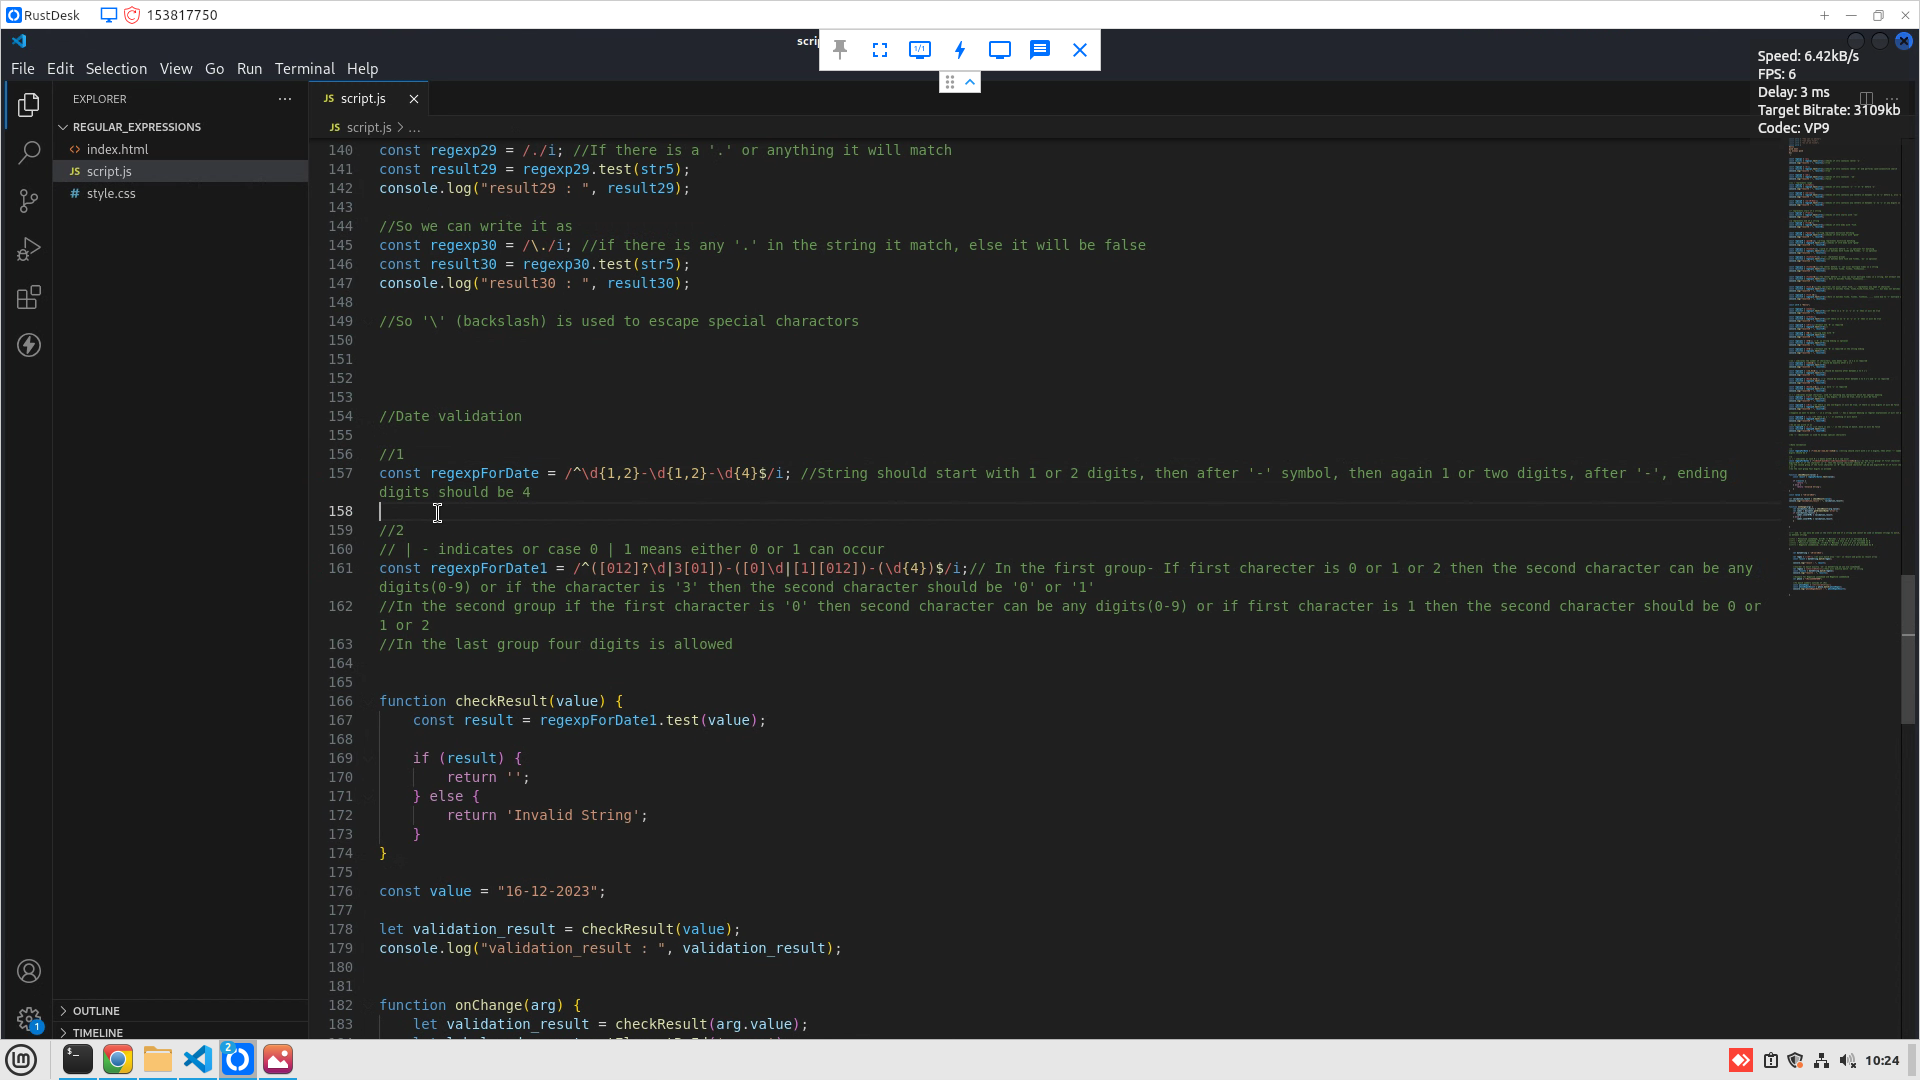 RustDesk 153817750
scrip
Speed: 6.42kB/s
FPS: 6
Delay: 3 ms
Target Bitrate: 3109kb
Codec: VP9
1/1
File Edit Selection View Go Run Terminal Help
EXPLORER
JS script.js
REGULAR_EXPRESSIONS
<> index.html
JS script.js
# style.css
JS script.js > ...
140 const regexp29 = /./i; //If there is a '.' or anything it will match
141 const result29 = regexp29.test(str5);
142 console.log("result29 : ", result29);
143
144 //So we can write it as
145 const regexp30 = /\./i; //if there is any '.' in the string it match, else it will be false
146 const result30 = regexp30.test(str5);
147 console.log("result30 : ", result30);
148
149 //So '\' (backslash) is used to escape special charactors
150
151
152
153
154 //Date validation
155
156 //1
157 const regexpForDate = /^\d{1,2}-\d{1,2}-\d{4}$/i; //String should start with 1 or 2 digits, then after '-' symbol, then again 1 or two digits, after '-', ending
digits should be 4
158
159 //2
160 // | - indicates or case 0 | 1 means either 0 or 1 can occur
161 const regexpForDate1 = /^([012]?\d|3[01])-([0]\d|[1][012])-(\d{4})$/i;// In the first group- If first charecter is 0 or 1 or 2 then the second character can be any
digits(0-9) or if the character is '3' then the second character should be '0' or '1'
162 //In the second group if the first character is '0' then second character can be any digits(0-9) or if first character is 1 then the second character should be 0 or
1 or 2
163 //In the last group four digits is allowed
164
165
166 function checkResult(value) {
167 const result = regexpForDate1.test(value);
168
169 if (result) {
170 return '';
171 } else {
172 return 'Invalid String';
173 }
174 }
175
176 const value = "16-12-2023";
177
178 let validation_result = checkResult(value);
179 console.log("validation_result : ", validation_result);
180
181
182 function onChange(arg) {
183 let validation_result = checkResult(arg.value);
OUTLINE
TIMELINE
1
2
10:24